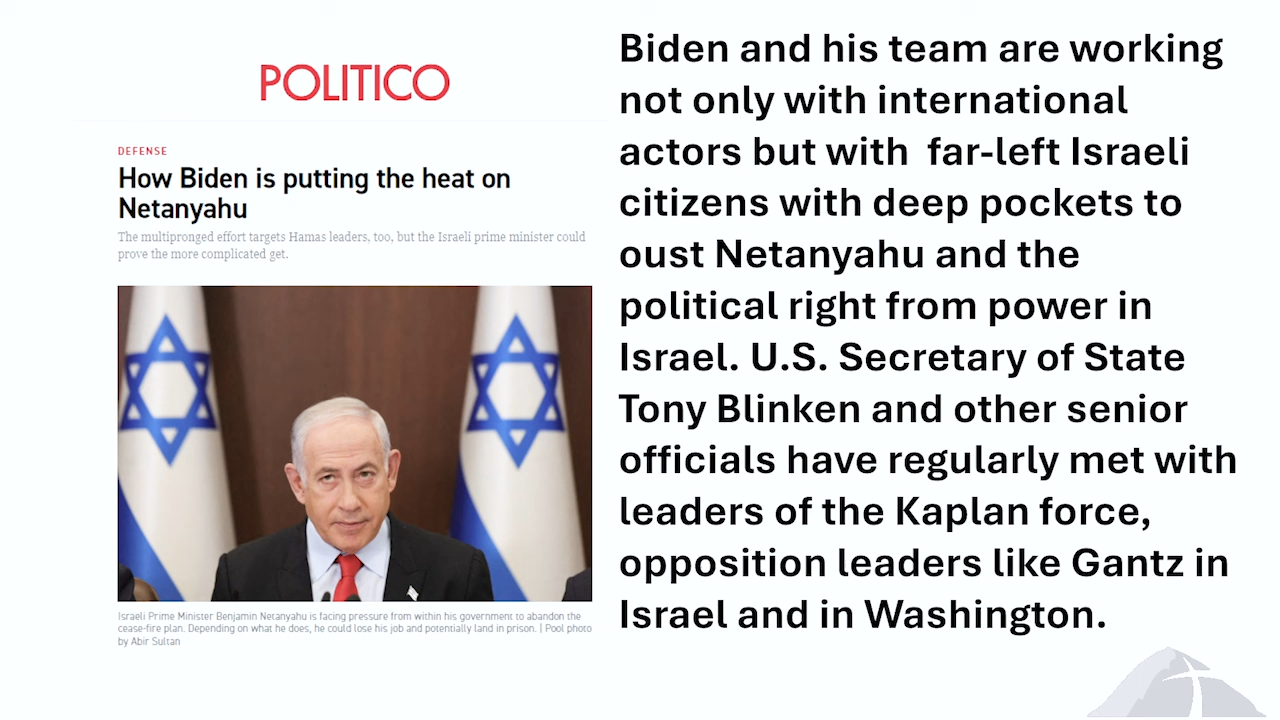 POLITICO
DEFENSE
How Biden is putting the heat on
Netanyahu
The multipronged effort targets Hamas leaders, too, but the Israeli prime minister could
prove the more complicated get.
Israeli Prime Minister Benjamin Netanyahu is facing pressure from within his government to abandon the
cease-fire plan. Depending on what he does, he could lose his job and potentially land in prison. | Pool photo
by Abir Sultan
Biden and his team are working
not only with international
actors but with far-left Israeli
citizens with deep pockets to
oust Netanyahu and the
political right from power in
Israel. U.S. Secretary of State
Tony Blinken and other senior
officials have regularly met with
leaders of the Kaplan force,
opposition leaders like Gantz in
Israel and in Washington.